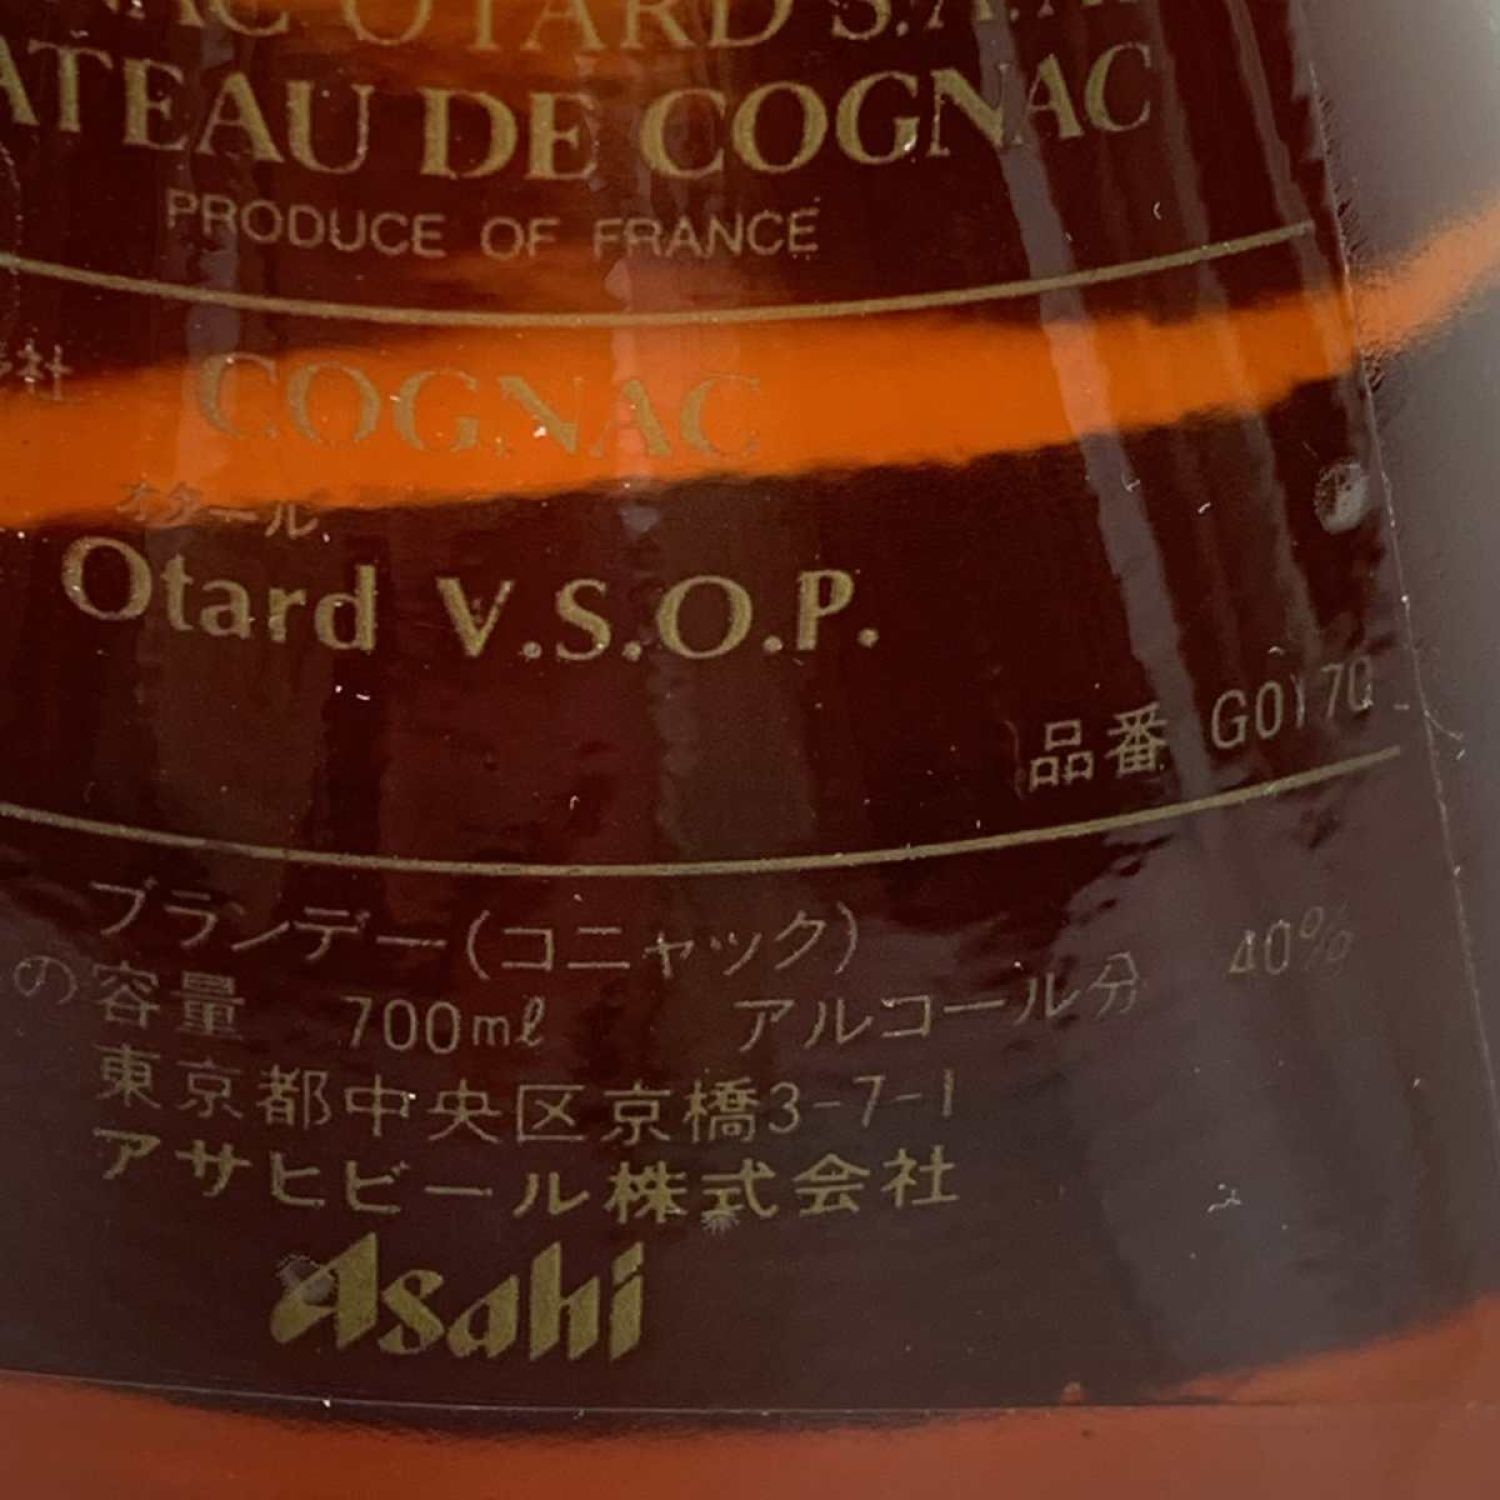 OTARD S.A.
CHATEAU DE COGNAC
PRODUCE OF FRANCE
社 COGNAC
オタール
Otard V.S.O.P.
品番 G0170
ブランデー(コニャック)
の容量 700mℓ アルコール分 40%
東京都中央区京橋3-7-1
アサヒビール株式会社
Asahi